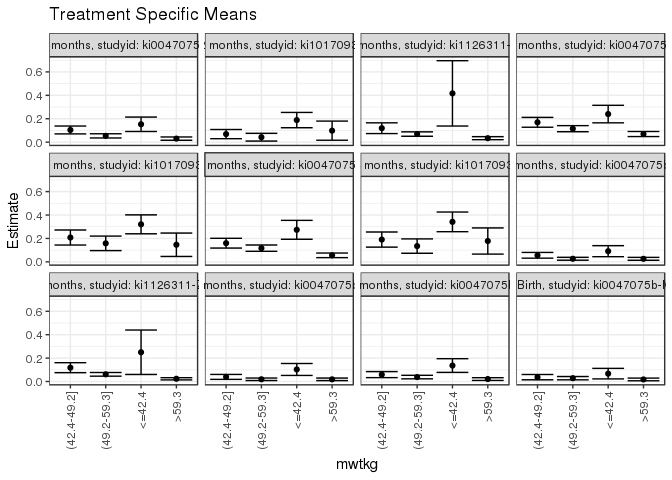 Treatment Specific Means
months, studyid: ki0047075
months, studyid: ki1017093
months, studyid: ki1126311-
months, studyid: ki0047075
0.6
0.4
0.2
0.0
months, studyid: ki1017093
months, studyid: ki0047075
months, studyid: ki1017093
months, studyid: ki0047075
0.6
0.4
0.2
0.0
months, studyid: ki1126311-
months, studyid: ki0047075
months, studyid: ki0047075
Birth, studyid: ki0047075b-
0.6
0.4
0.2
0.0
Estimate
(42.4-49.2]
(49.2-59.3]
<=42.4
>59.3
(42.4-49.2]
(49.2-59.3]
<=42.4
>59.3
(42.4-49.2]
(49.2-59.3]
<=42.4
>59.3
(42.4-49.2]
(49.2-59.3]
<=42.4
>59.3
mwtkg